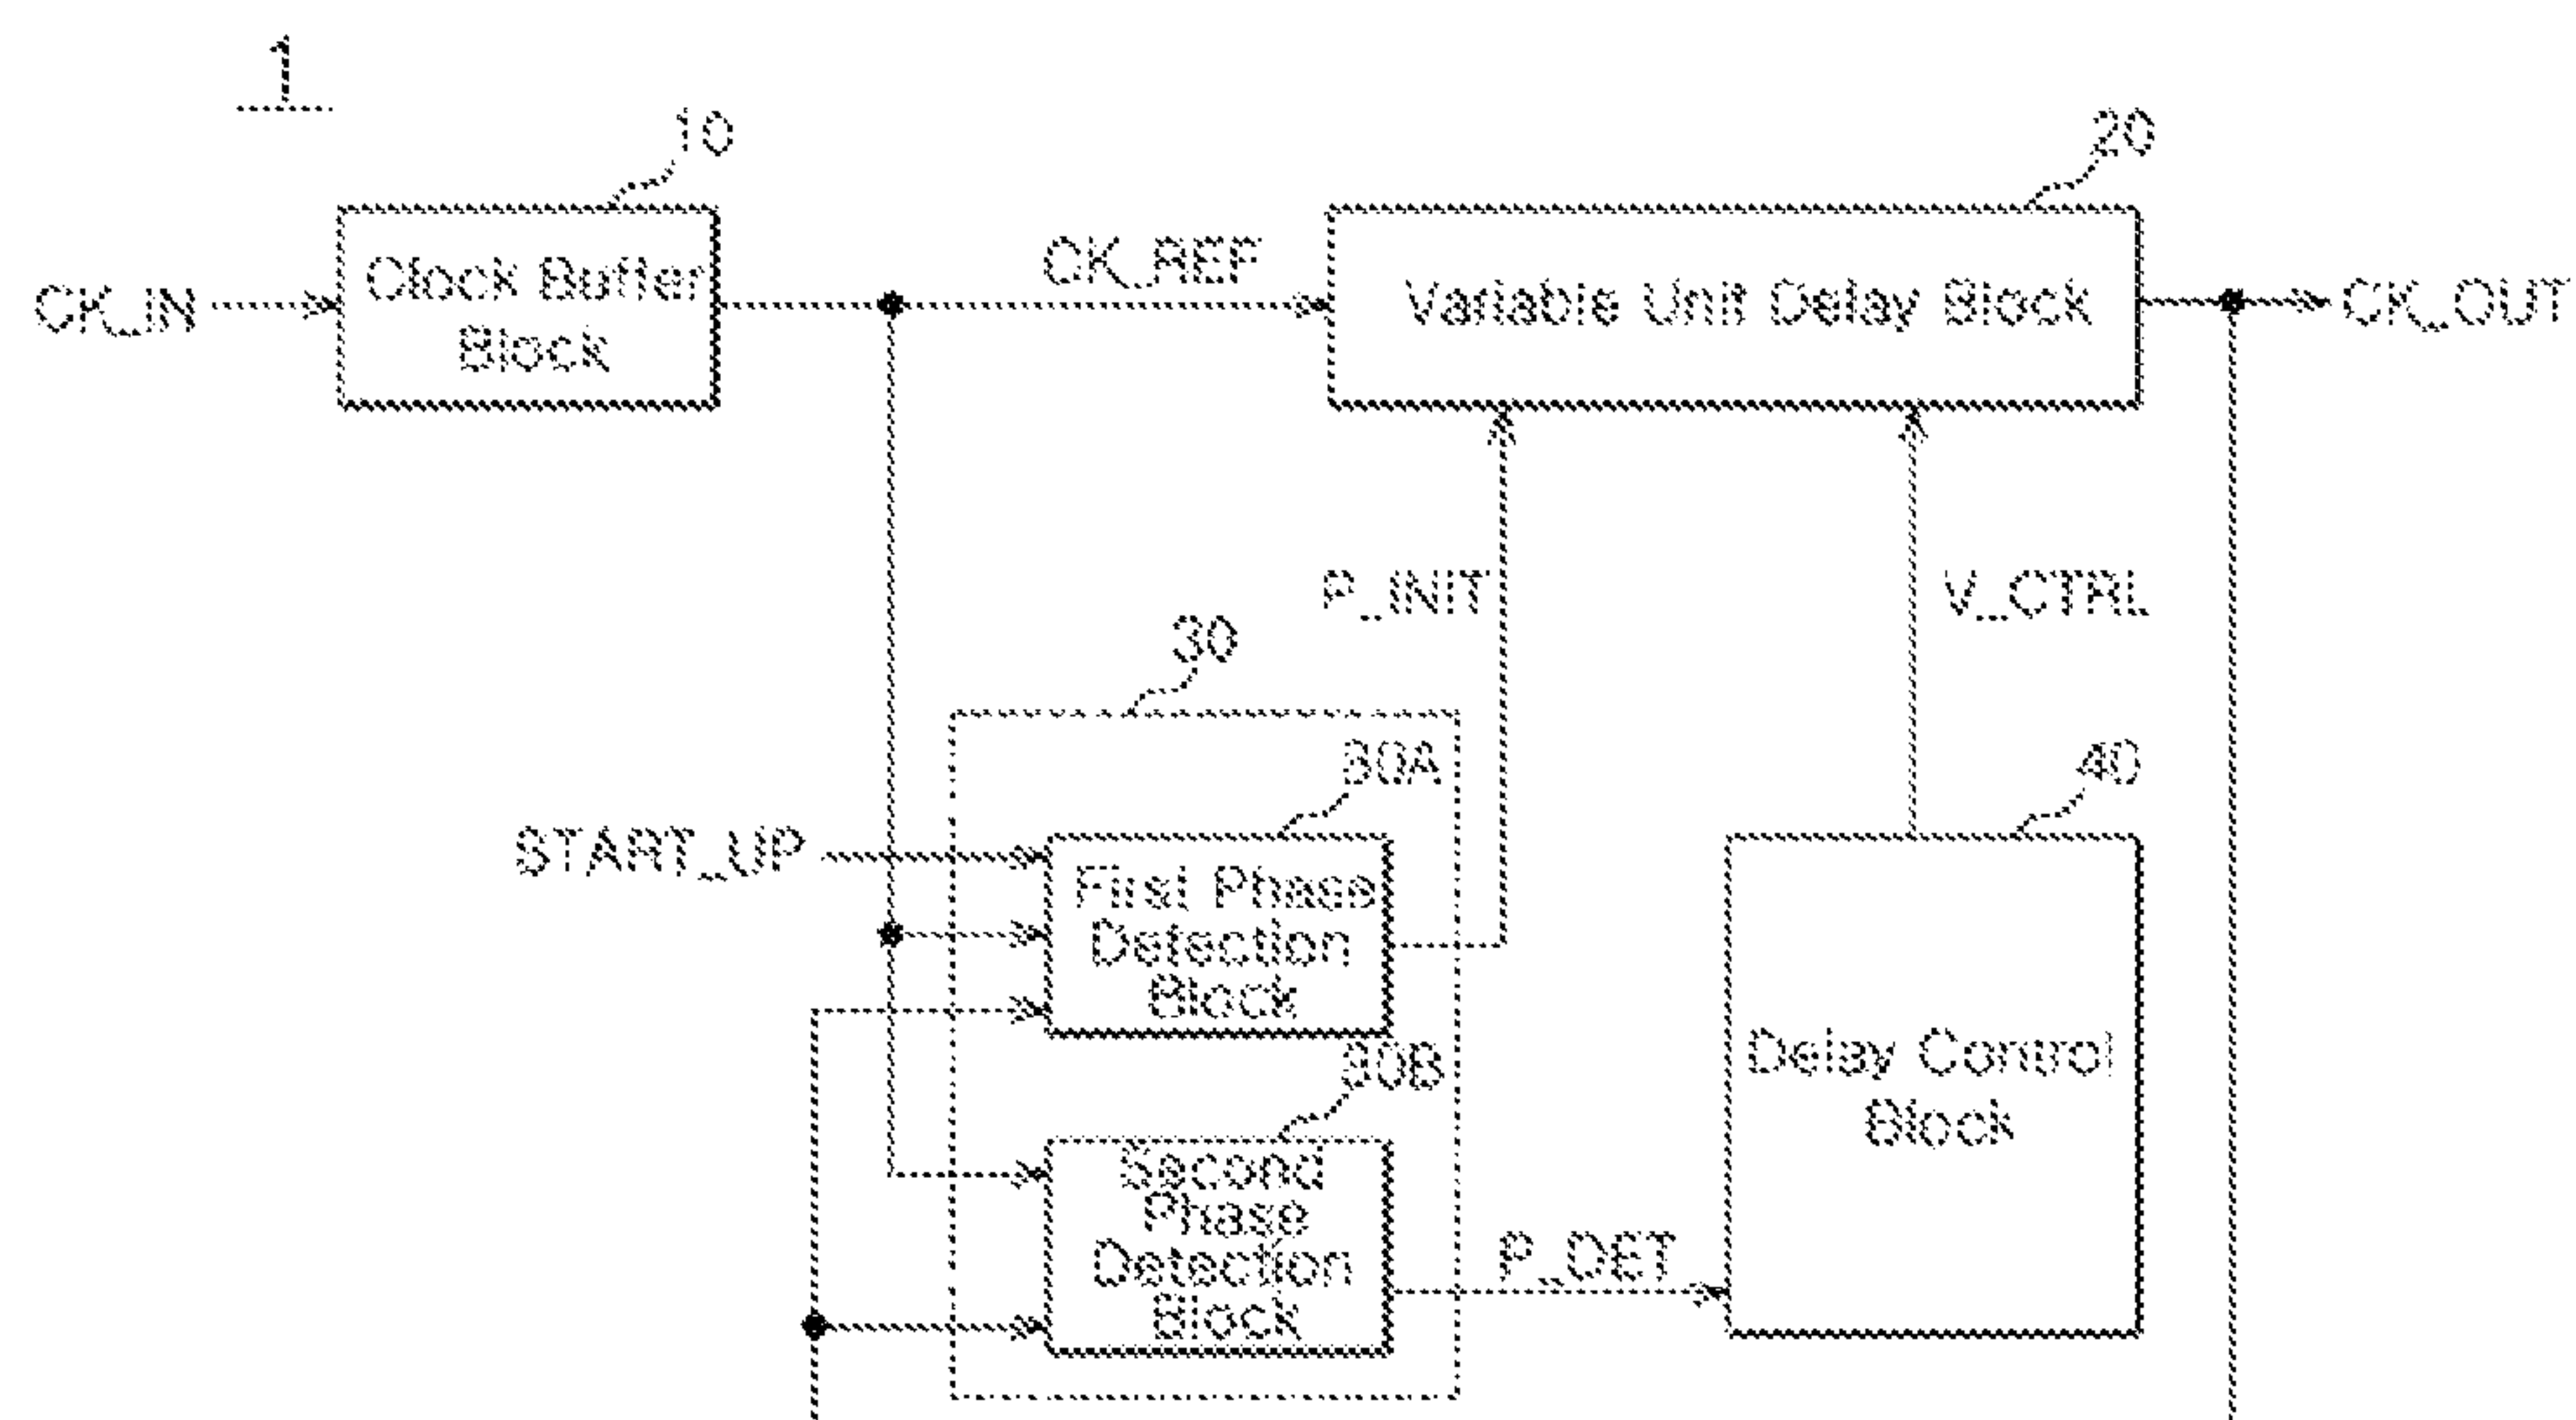 1
10
20
CK_IN
Clock Buffer
Block
CK_REF
Variable Unit Delay Block
CK_OUT
P_INIT
V_CTRL
30
30A
40
START_UP
First Phase
Detection
Block
30B
Delay Control
Block
Second
Phase
Detection
Block
P_DET